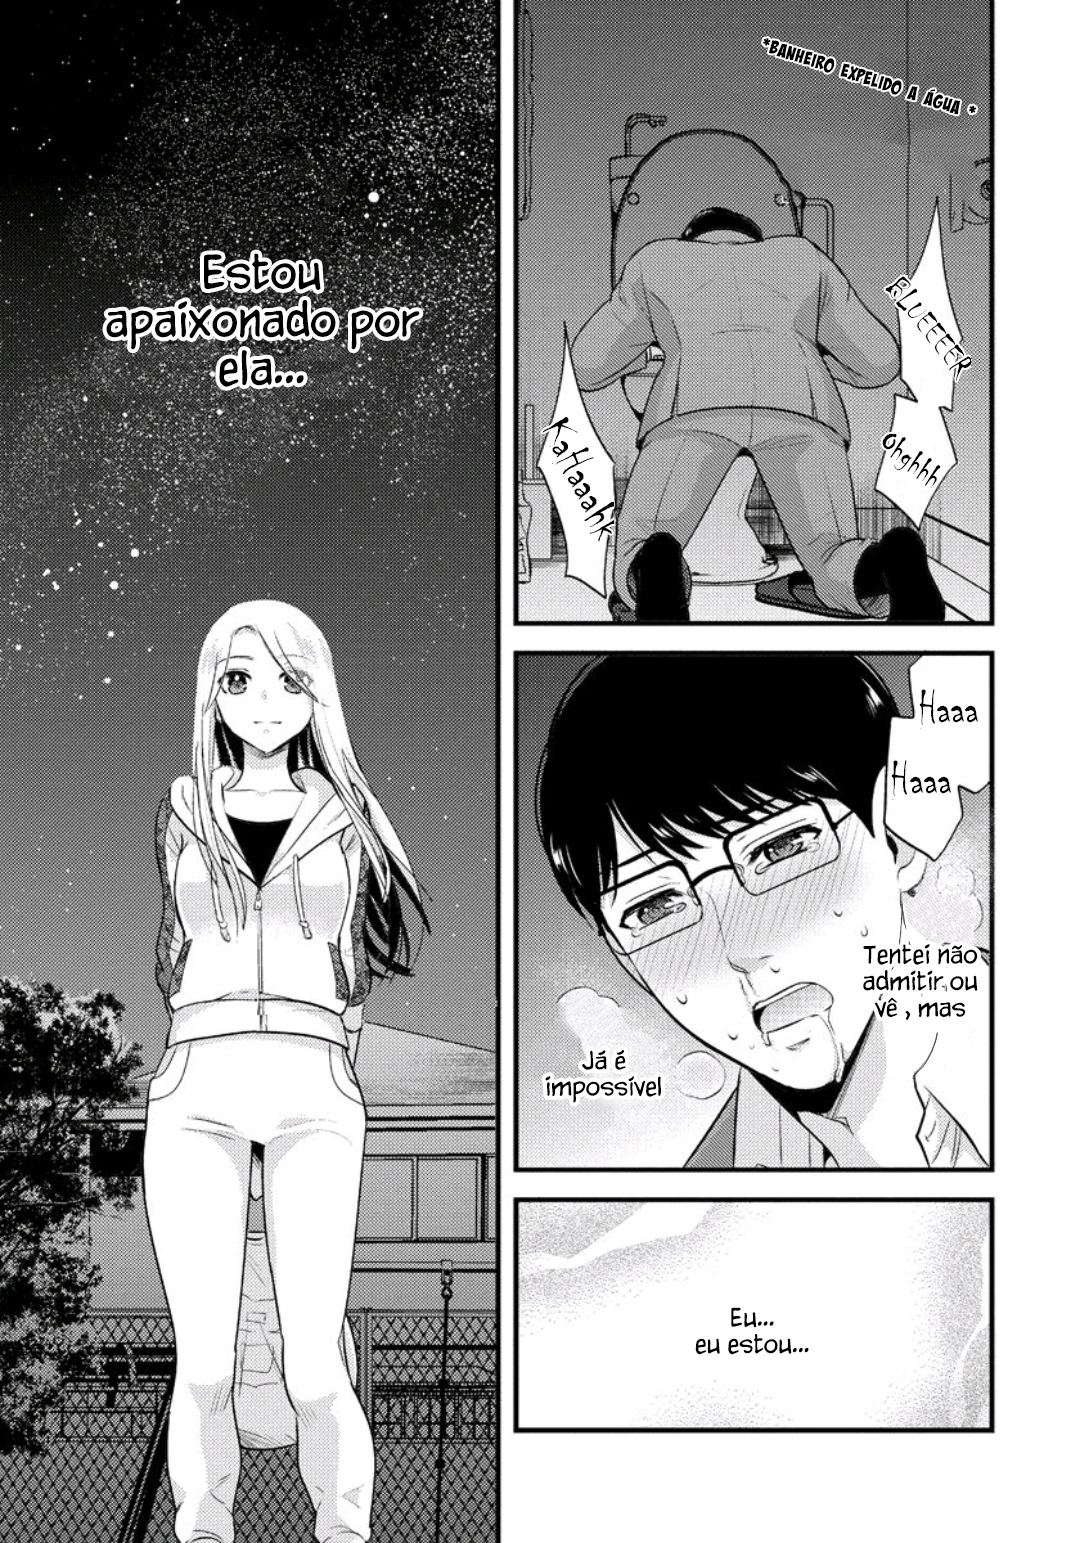 *BANHEIRO EXPELIDO A ÁGUA *
BLUEEEER
Ohghhh
KaHaaahk
Haaa
Haaa
Tentei não
admitir ou
vê , mas
Já é
impossível
Eu...
eu estou...
Estou
apaixonado por
ela...